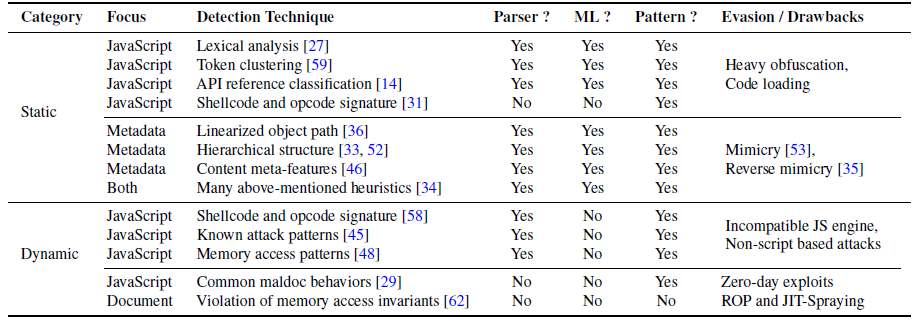 Category Focus Detection Technique Parser ? ML ? Pattern ? Evasion / Drawbacks
JavaScript Lexical analysis [27] Yes Yes Yes
JavaScript Token clustering [59] Yes Yes Yes Heavy obfuscation,
JavaScript API reference classification [14] Yes Yes Yes Code loading
JavaScript Shellcode and opcode signature [31] No No Yes
Static
Metadata Linearized object path [36] Yes Yes Yes
Metadata Hierarchical structure [33, 52] Yes Yes Yes Mimicry [53],
Metadata Content meta-features [46] Yes Yes Yes Reverse mimicry [35]
Both Many above-mentioned heuristics [34] Yes Yes Yes
JavaScript Shellcode and opcode signature [58] Yes No Yes Incompatible JS engine,
JavaScript Known attack patterns [45] Yes No Yes Non-script based attacks
Dynamic JavaScript Memory access patterns [48] Yes No Yes
JavaScript Common maldoc behaviors [29] No No Yes Zero-day exploits
Document Violation of memory access invariants [62] No No No ROP and JIT-Spraying